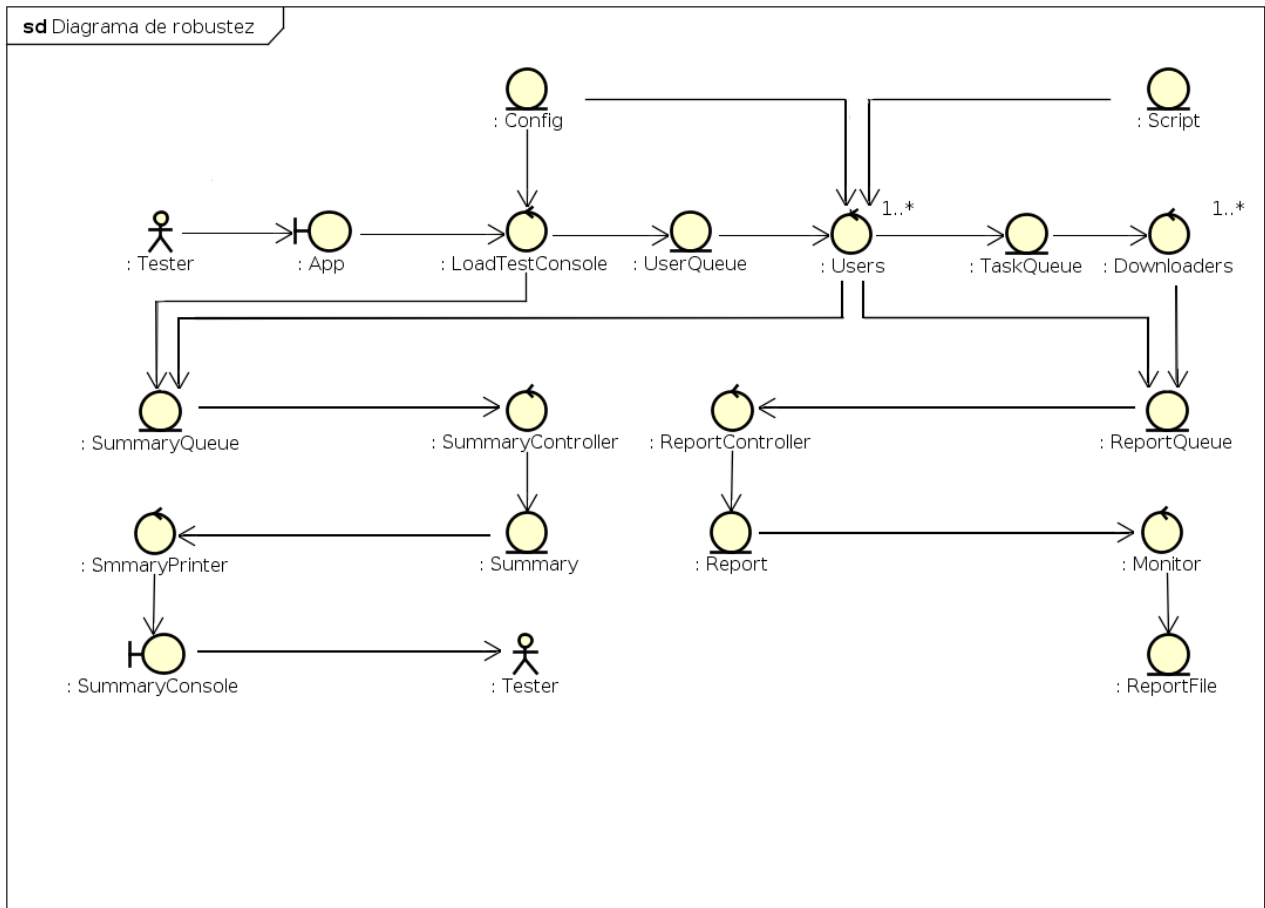 sd Diagrama de robustez
: Config
: Script
1..*
1..*
: Tester
: App
: LoadTestConsole
: UserQueue
: Users
: TaskQueue
: Downloaders
: SummaryQueue
: SummaryController
: ReportController
: ReportQueue
: SmmaryPrinter
: Summary
: Report
: Monitor
: SummaryConsole
: Tester
: ReportFile